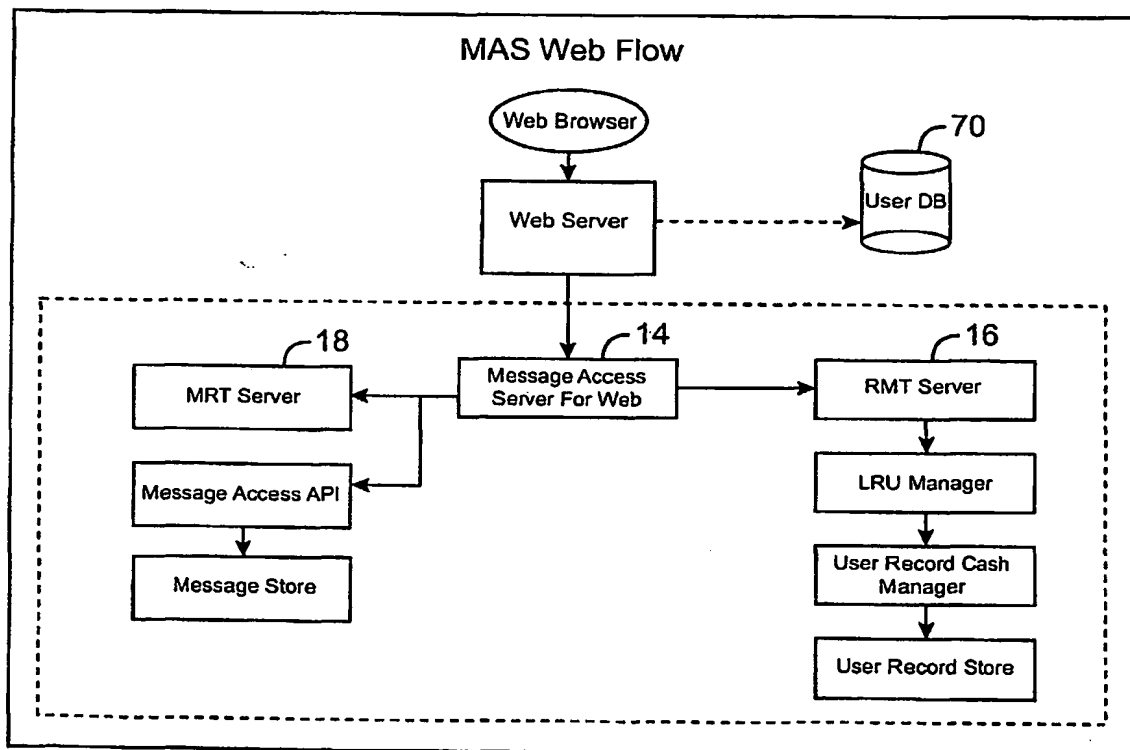 MAS Web Flow
Web Browser
70
User DB
Web Server
18
14
16
MRT Server
Message Access
Server For Web
RMT Server
Message Access API
LRU Manager
Message Store
User Record Cash
Manager
User Record Store